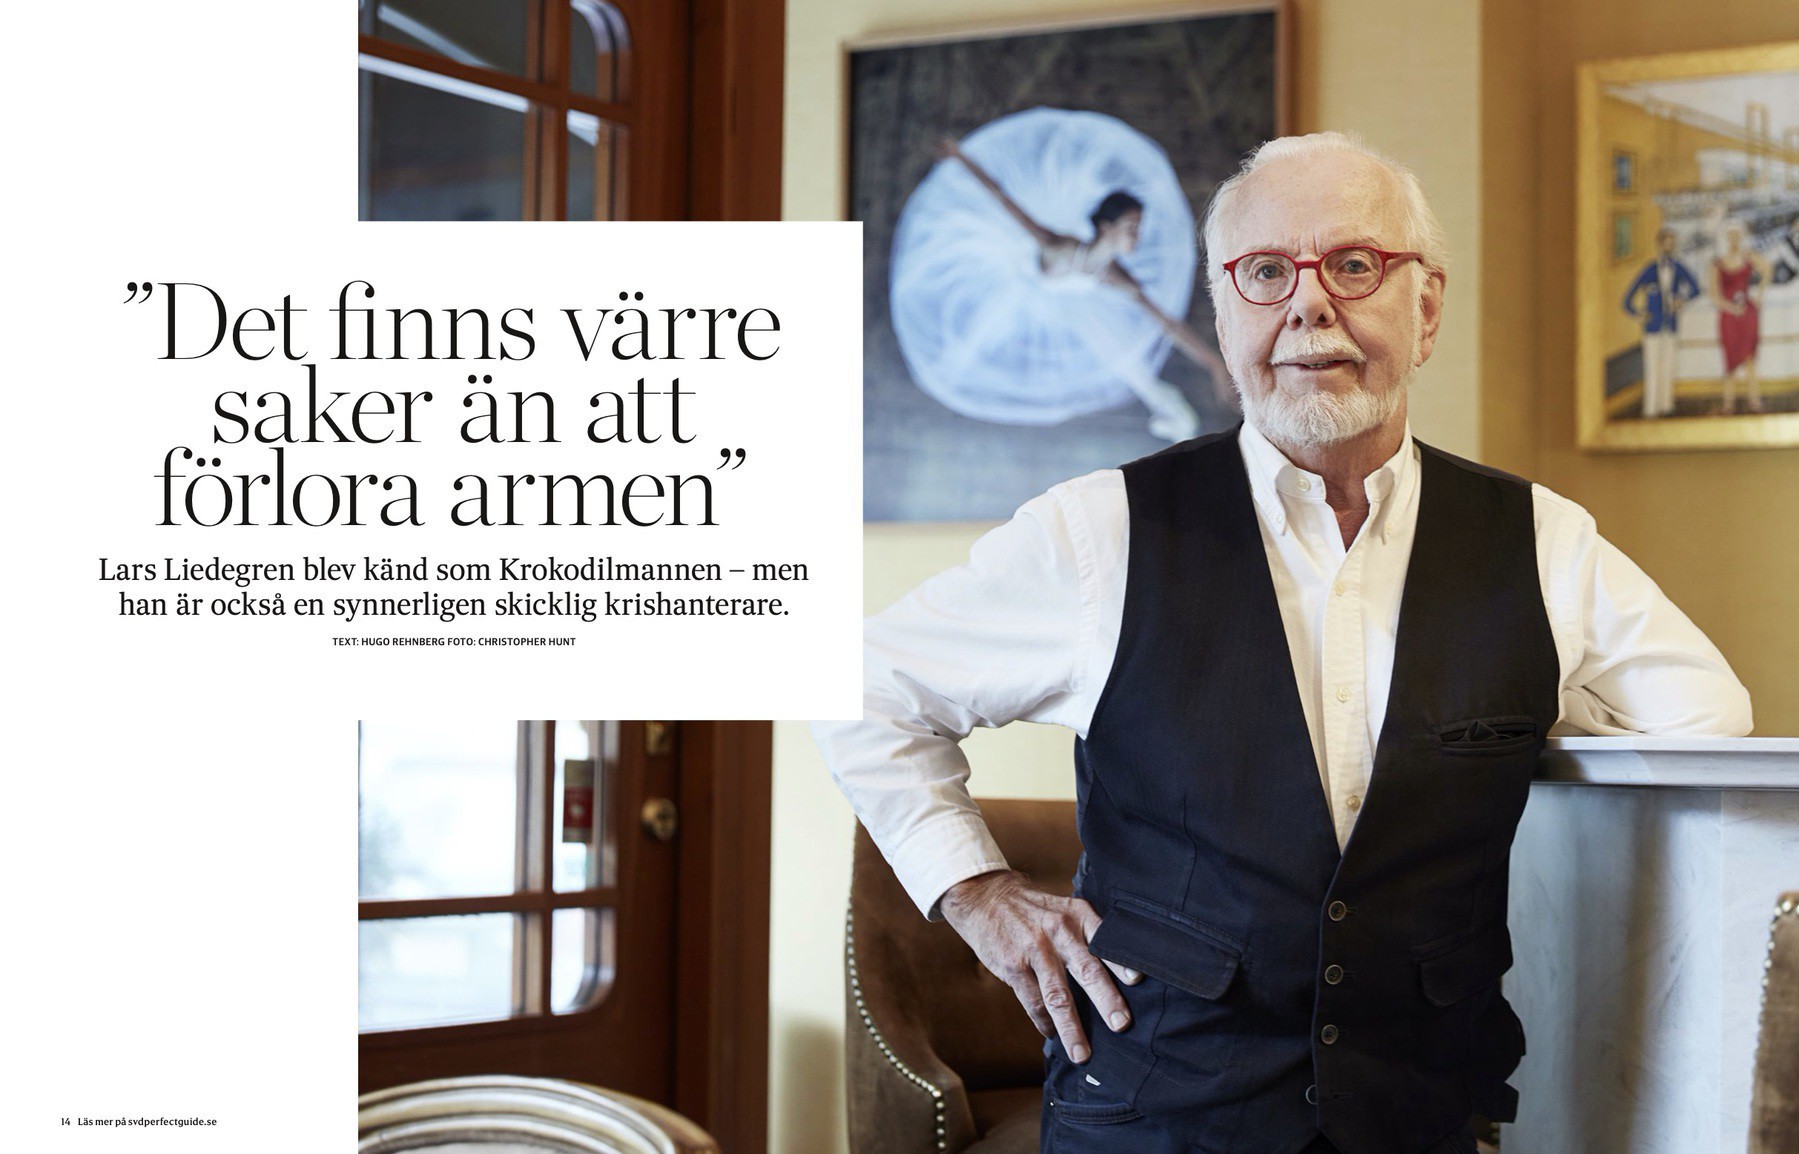 ”Det finns värre
saker än att
förlora armen”
Lars Liedegren blev känd som Krokodilmannen – men
han är också en synnerligen skicklig krishanterare.
TEXT: HUGO REHNBERG FOTO: CHRISTOPHER HUNT
14 Läs mer på svdperfectguide.se